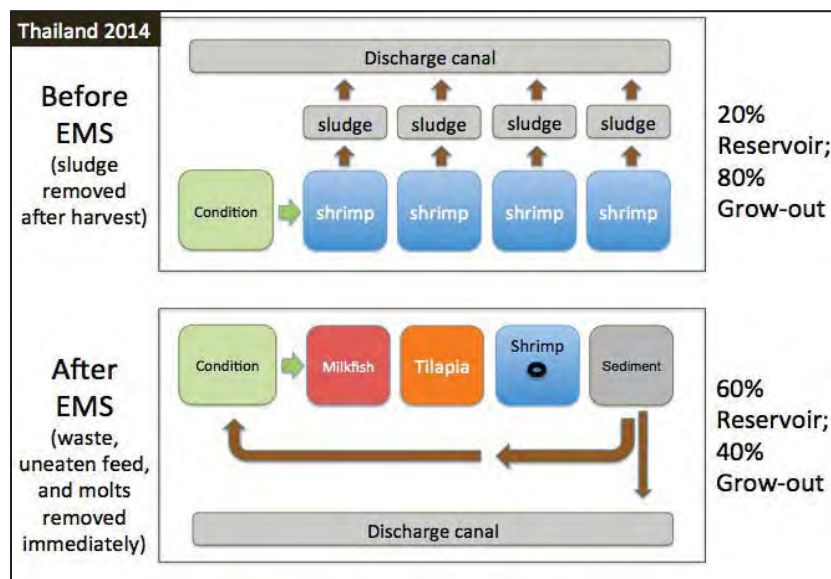 Thailand 2014
Before
EMS
(sludge
removed
after harvest)
Discharge canal
sludge sludge sludge sludge
Condition shrimp shrimp shrimp shrimp
20%
Reservoir;
80%
Grow-out
After
EMS
(waste,
uneaten feed,
and molts
removed
immediately)
Condition Milkfish Tilapia Shrimp Sediment
Discharge canal
60%
Reservoir;
40%
Grow-out